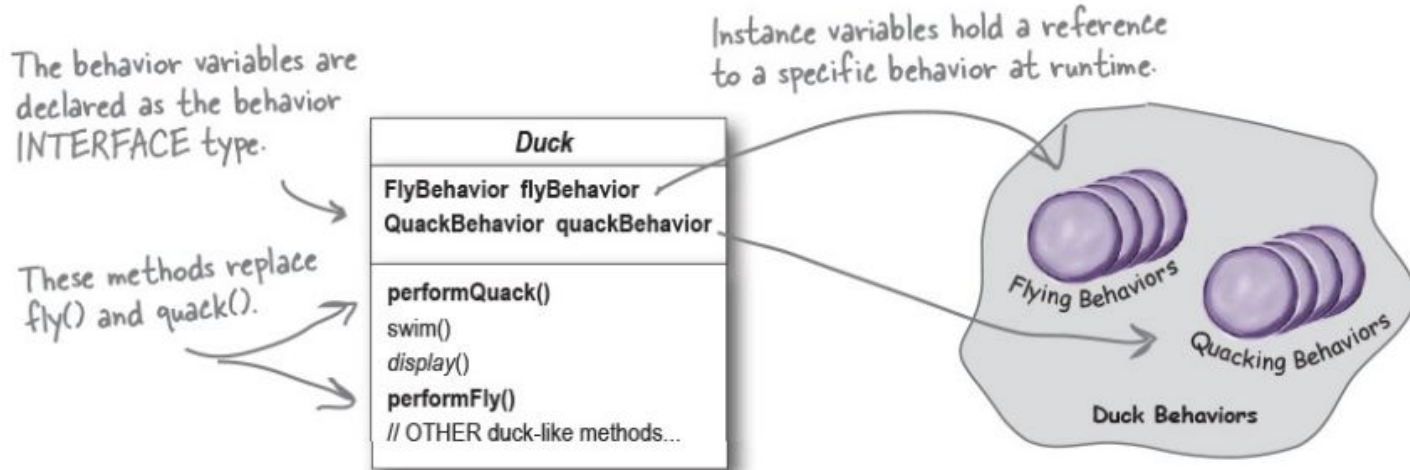 The behavior variables are
declared as the behavior
INTERFACE type.
These methods replace
fly() and quack().
Duck
FlyBehavior flyBehavior
QuackBehavior quackBehavior
performQuack()
swim()
display()
performFly()
// OTHER duck-like methods...
Instance variables hold a reference
to a specific behavior at runtime.
Flying Behaviors
Quacking Behaviors
Duck Behaviors